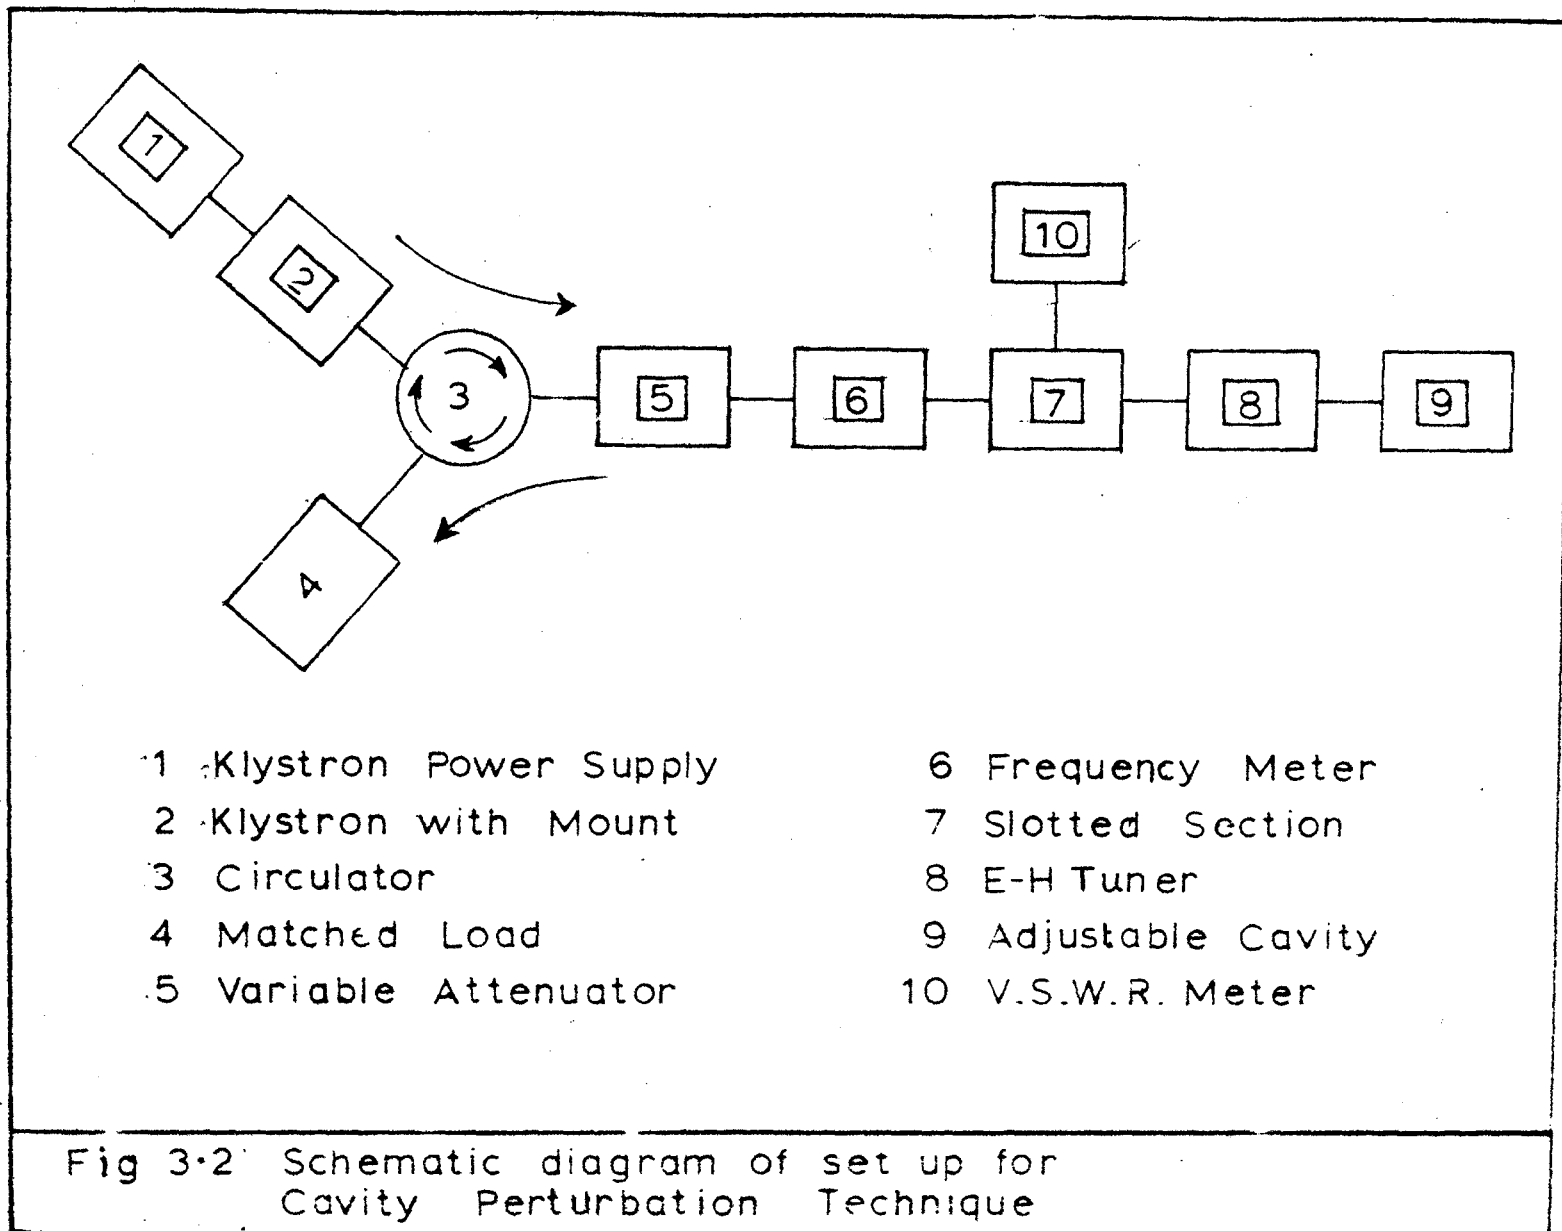 1
2
3
4
5
6
7
8
9
10
1 Klystron Power Supply
2 Klystron with Mount
3 Circulator
4 Matched Load
5 Variable Attenuator
6 Frequency Meter
7 Slotted Section
8 E-H Tuner
9 Adjustable Cavity
10 V.S.W.R. Meter
Fig 3.2 Schematic diagram of set up for
Cavity Perturbation Technique